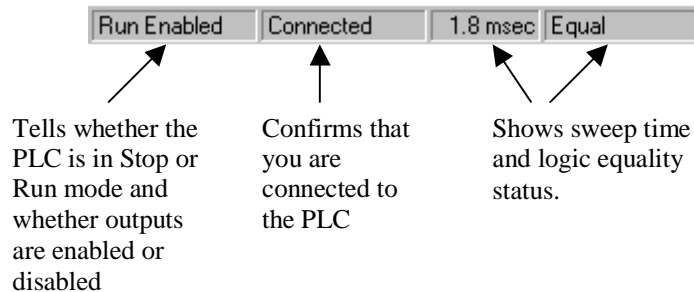 Run Enabled Connected 1.8 msec Equal
Tells whether the
PLC is in Stop or
Run mode and
whether outputs
are enabled or
disabled
Confirms that
you are
connected to
the PLC
Shows sweep time
and logic equality
status.